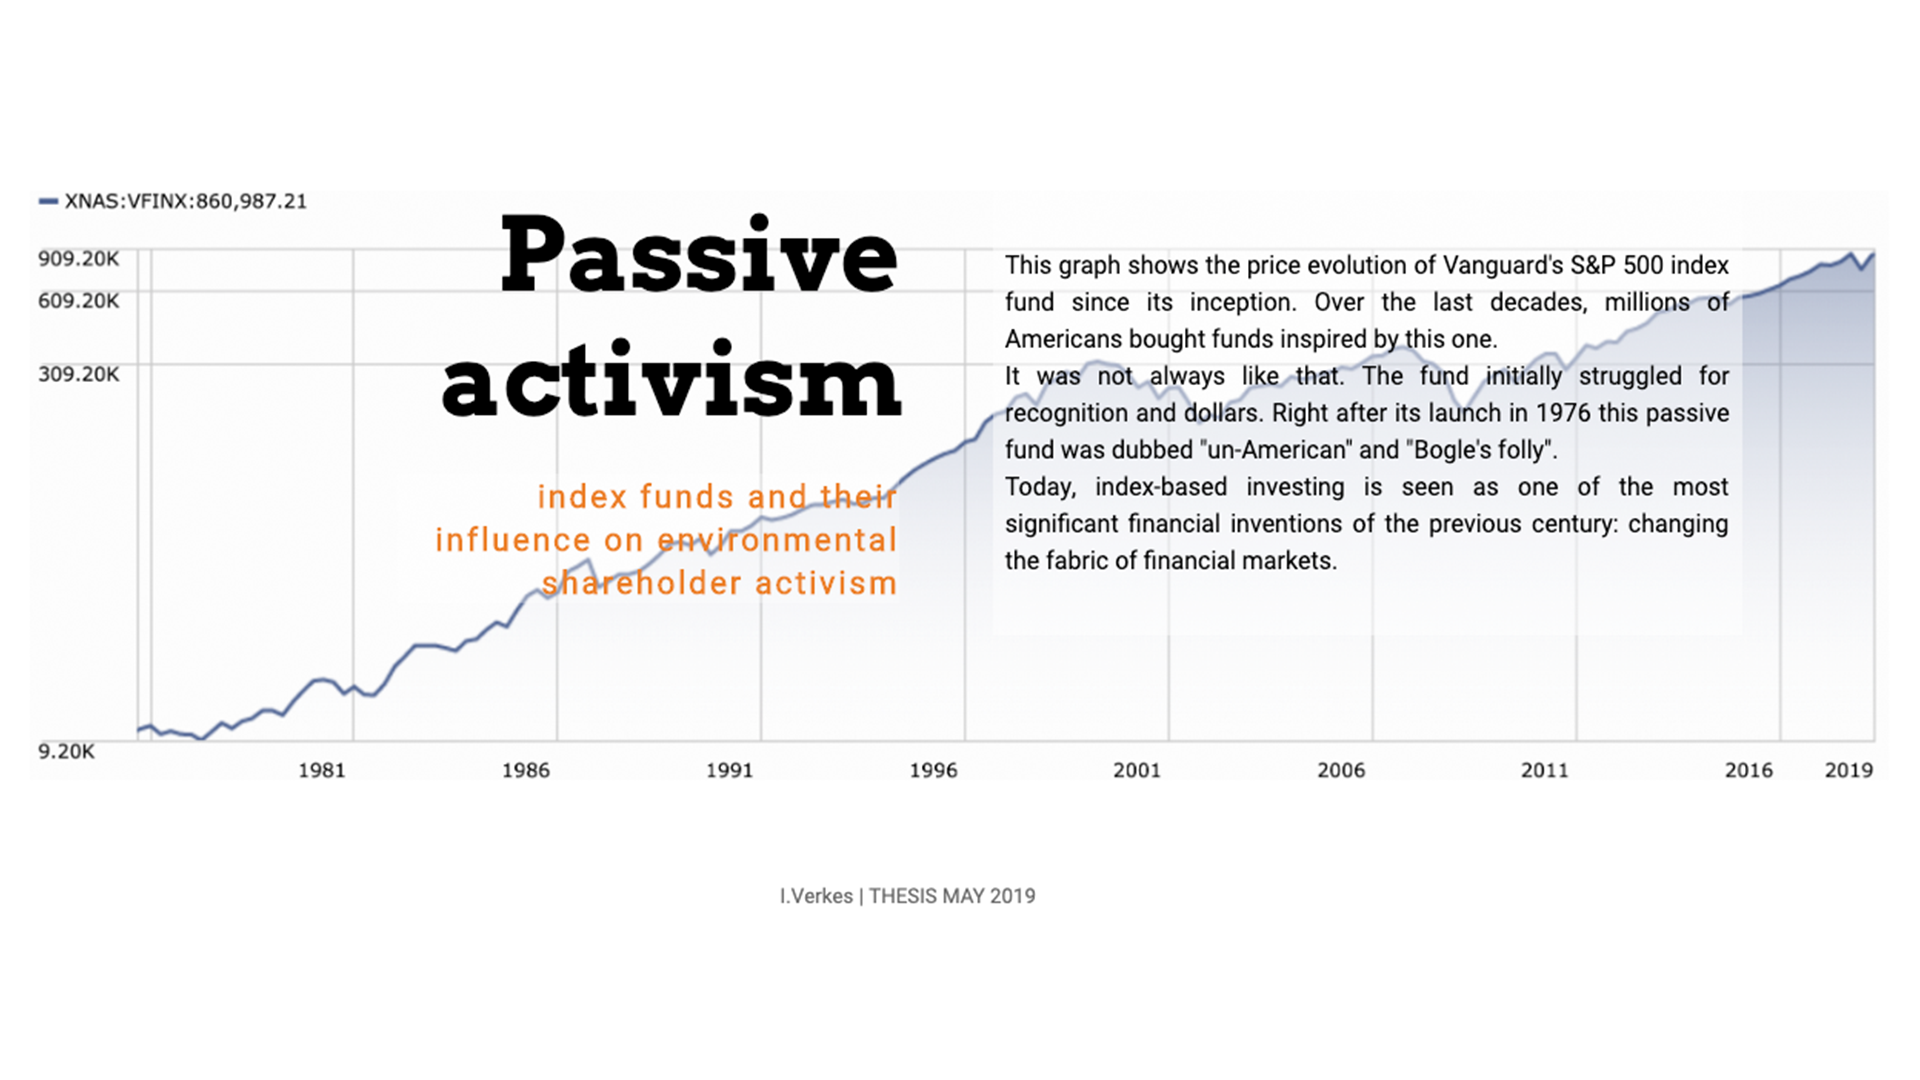 XNAS:VFINX:860,987.21
909.20K
609.20K
309.20K
9.20K
Passive
activism
index funds and their
influence on environmental
shareholder activism
This graph shows the price evolution of Vanguard's S&P 500 index
fund since its inception. Over the last decades, millions of
Americans bought funds inspired by this one.
It was not always like that. The fund initially struggled for
recognition and dollars. Right after its launch in 1976 this passive
fund was dubbed "un-American" and "Bogle's folly".
Today, index-based investing is seen as one of the most
significant financial inventions of the previous century: changing
the fabric of financial markets.
1981 1986 1991 1996 2001 2006 2011 2016 2019
I.Verkes | THESIS MAY 2019